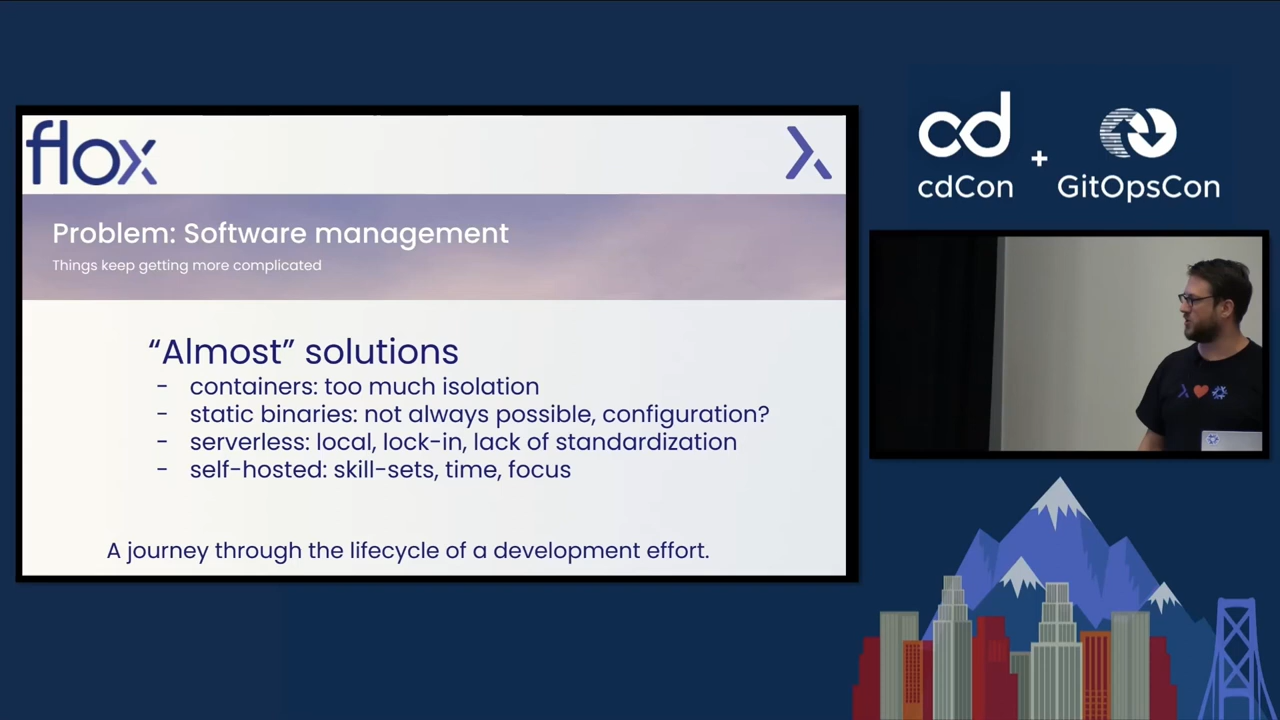 flox
Problem: Software management
Things keep getting more complicated
“Almost” solutions
- containers: too much isolation
- static binaries: not always possible, configuration?
- serverless: local, lock-in, lack of standardization
- self-hosted: skill-sets, time, focus
A journey through the lifecycle of a development effort.
cd
cdCon
+
GitOpsCon